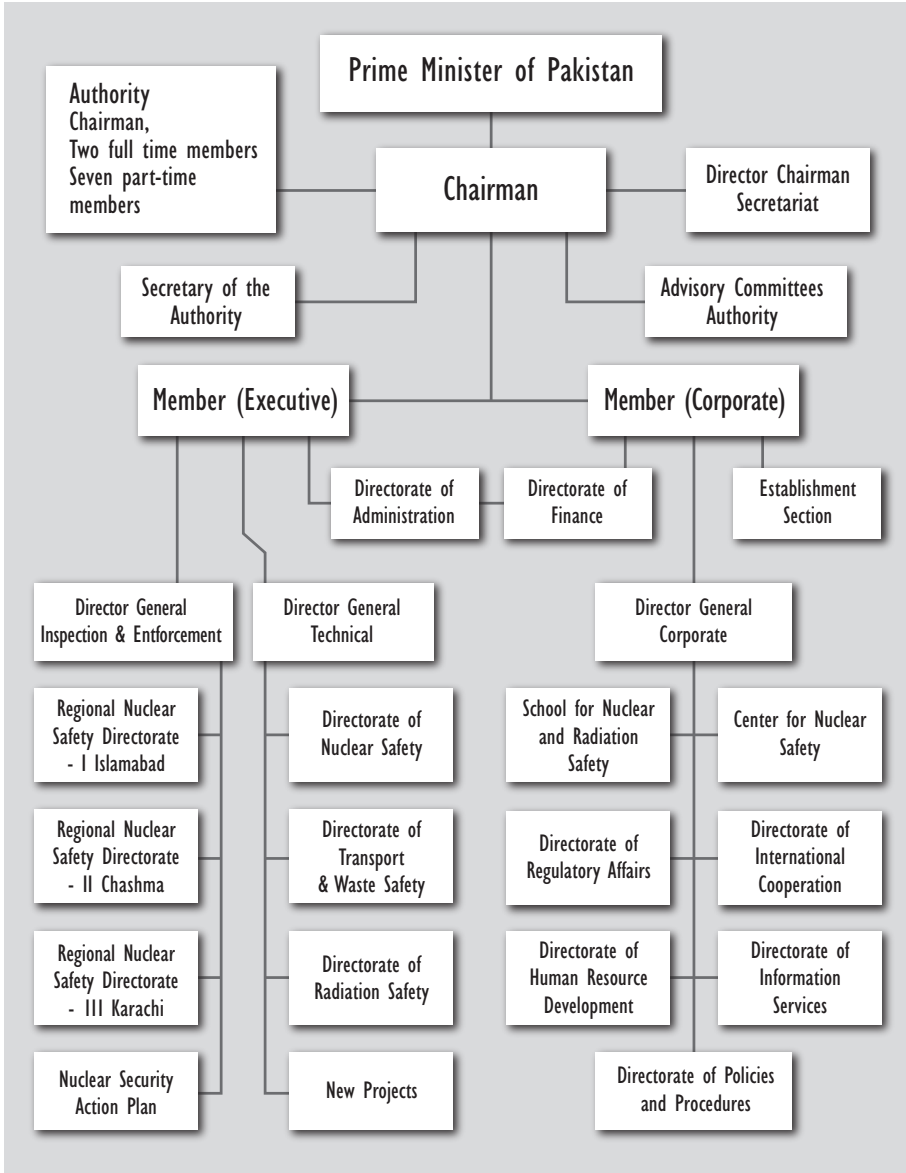 Prime Minister of Pakistan
Authority
Chairman,
Two full time members
Seven part-time
members
Chairman
Director Chairman
Secretariat
Secretary of the
Authority
Advisory Committees
Authority
Member (Executive)
Member (Corporate)
Directorate of
Administration
Directorate of
Finance
Establishment
Section
Director General
Inspection & Entforcement
Director General
Technical
Director General
Corporate
Regional Nuclear
Safety Directorate
- I Islamabad
Directorate of
Nuclear Safety
School for Nuclear
and Radiation
Safety
Center for Nuclear
Safety
Regional Nuclear
Safety Directorate
- II Chashma
Directorate of
Transport
& Waste Safety
Directorate of
Regulatory Affairs
Directorate of
International
Cooperation
Regional Nuclear
Safety Directorate
- III Karachi
Directorate of
Radiation Safety
Directorate of
Human Resource
Development
Directorate of
Information
Services
Nuclear Security
Action Plan
New Projects
Directorate of Policies
and Procedures